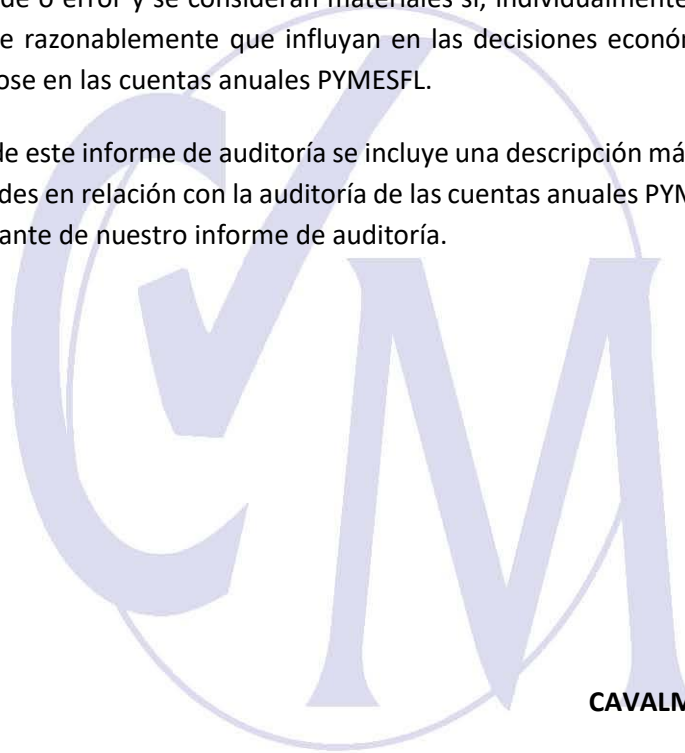 de o error y se consideran materiales si, individualmente
e razonablemente que influyan en las decisiones econó
ose en las cuentas anuales PYMESFL.
de este informe de auditoría se incluye una descripción má
des en relación con la auditoría de las cuentas anuales PYM
ante de nuestro informe de auditoría.
CM
CAVALM